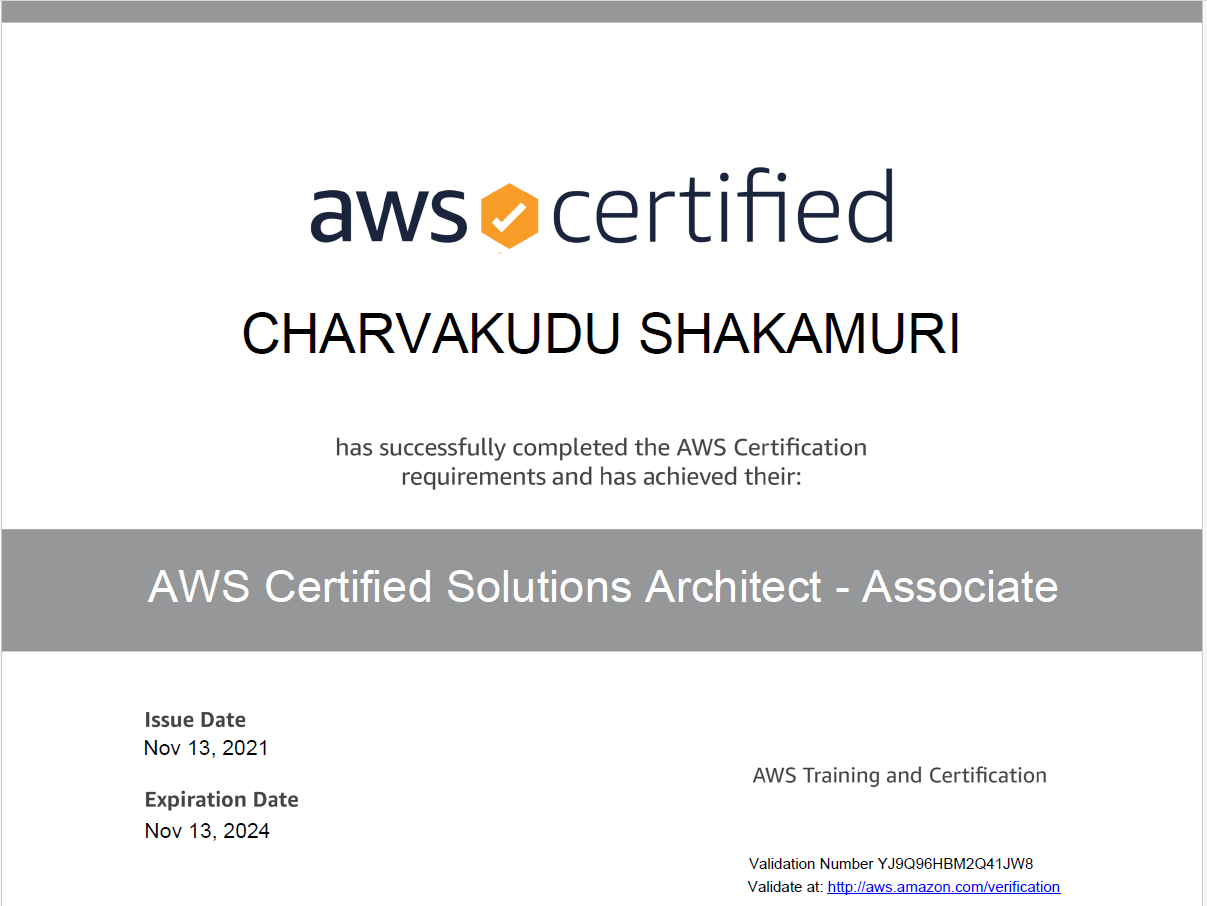 aws certified
CHARVAKUDU SHAKAMURI
has successfully completed the AWS Certification
requirements and has achieved their:
AWS Certified Solutions Architect - Associate
Issue Date
Nov 13, 2021
Expiration Date
Nov 13, 2024
AWS Training and Certification
Validation Number YJ9Q96HBM2Q41JW8
Validate at: http://aws.amazon.com/verification